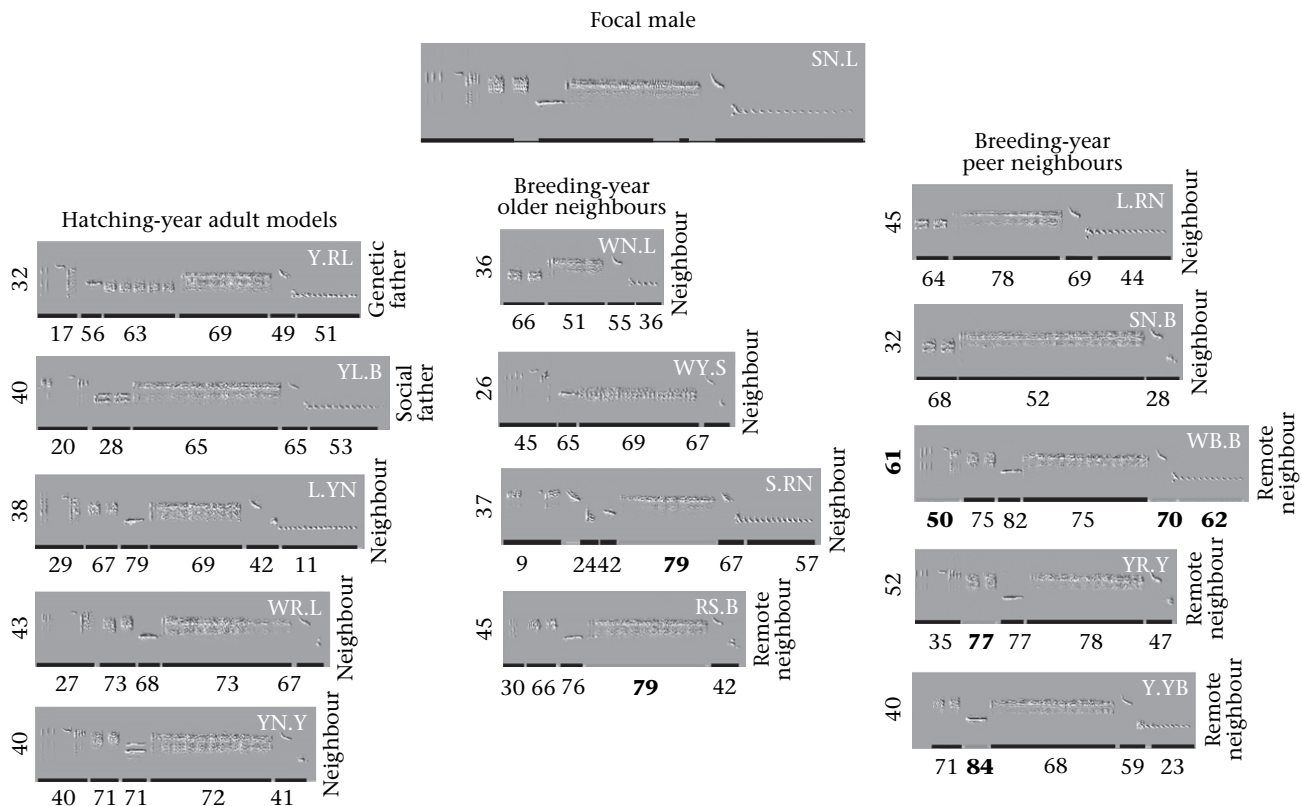 Focal male
SN.L
Hatching-year adult models
32
Y.RL
Genetic
father
17 56 63 69 49 51
40
YL.B
Social
father
20 28 65 65 53
38
L.YN
Neighbour
29 67 79 69 42 11
43
WR.L
Neighbour
27 73 68 73 67
40
YN.Y
Neighbour
40 71 71 72 41
Breeding-year
older neighbours
36
WN.L
Neighbour
66 51 55 36
26
WY.S
Neighbour
45 65 69 67
37
S.RN
Neighbour
9 24 42 79 67 57
45
RS.B
Remote
neighbour
30 66 76 79 42
Breeding-year
peer neighbours
45
L.RN
Neighbour
64 78 69 44
32
SN.B
Neighbour
68 52 28
61
WB.B
Remote
neighbour
50 75 82 75 70 62
52
YR.Y
Remote
neighbour
35 77 77 78 47
40
Y.YB
Remote
neighbour
71 84 68 59 23